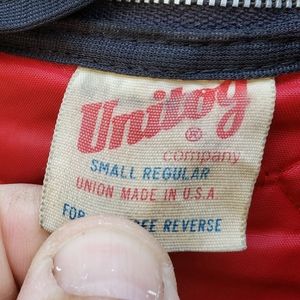 Unitog
®
company
SMALL REGULAR
UNION MADE IN U.S.A.
FOR REVERSE